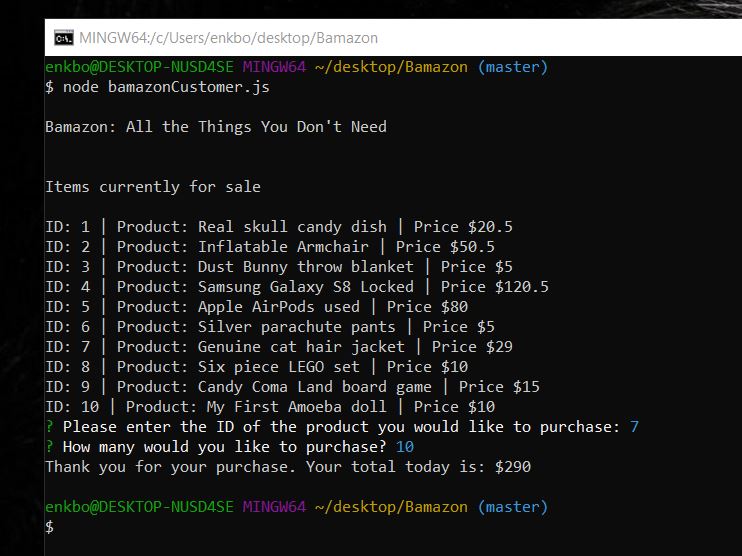 MINGW64:/c/Users/enkbo/desktop/Bamazon
enkbo@DESKTOP-NUSD4SE MINGW64 ~/desktop/Bamazon (master)
$ node bamazonCustomer.js
Bamazon: All the Things You Don't Need
Items currently for sale
ID: 1 | Product: Real skull candy dish | Price $20.5
ID: 2 | Product: Inflatable Armchair | Price $50.5
ID: 3 | Product: Dust Bunny throw blanket | Price $5
ID: 4 | Product: Samsung Galaxy S8 Locked | Price $120.5
ID: 5 | Product: Apple AirPods used | Price $80
ID: 6 | Product: Silver parachute pants | Price $5
ID: 7 | Product: Genuine cat hair jacket | Price $29
ID: 8 | Product: Six piece LEGO set | Price $10
ID: 9 | Product: Candy Coma Land board game | Price $15
ID: 10 | Product: My First Amoeba doll | Price $10
? Please enter the ID of the product you would like to purchase: 7
? How many would you like to purchase? 10
Thank you for your purchase. Your total today is: $290
enkbo@DESKTOP-NUSD4SE MINGW64 ~/desktop/Bamazon (master)
$